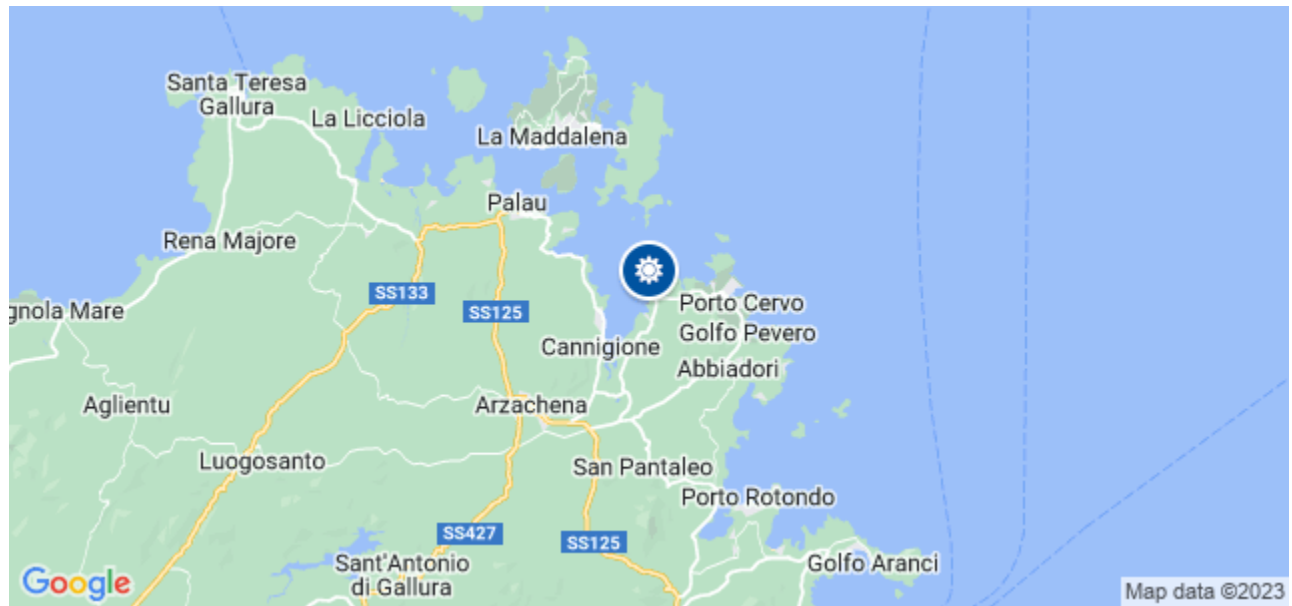 Santa Teresa
Gallura
La Licciola
La Maddalena
Palau
Rena Majore
SS133
SS125
gnola Mare
Porto Cervo
Golfo Pevero
Cannigione
Abbiadori
Aglientu
Arzachena
Luogosanto
San Pantaleo
Porto Rotondo
SS427
SS125
Sant'Antonio
di Gallura
Golfo Aranci
Google
Map data ©2023